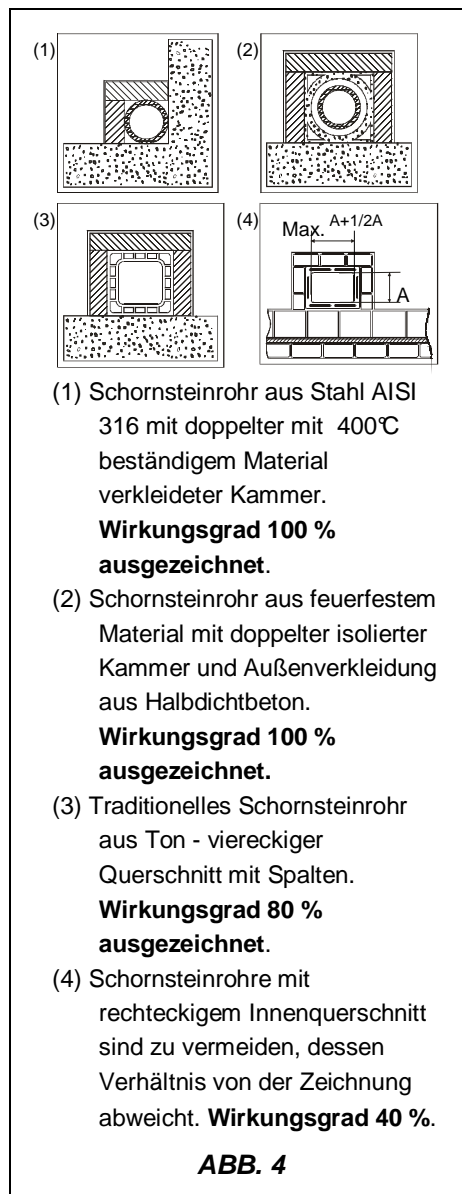 (1)
(2)
(3)
(4)
Max. A+1/2A
A
(1) Schornsteinrohr aus Stahl AISI
316 mit doppelter mit 400°C
beständigem Material
verkleideter Kammer.
Wirkungsgrad 100 %
ausgezeichnet.
(2) Schornsteinrohr aus feuerfestem
Material mit doppelter isolierter
Kammer und Außenverkleidung
aus Halbdichtbeton.
Wirkungsgrad 100 %
ausgezeichnet.
(3) Traditionelles Schornsteinrohr
aus Ton - viereckiger
Querschnitt mit Spalten.
Wirkungsgrad 80 %
ausgezeichnet.
(4) Schornsteinrohre mit
rechteckigem Innenquerschnitt
sind zu vermeiden, dessen
Verhältnis von der Zeichnung
abweicht. Wirkungsgrad 40 %.
ABB. 4